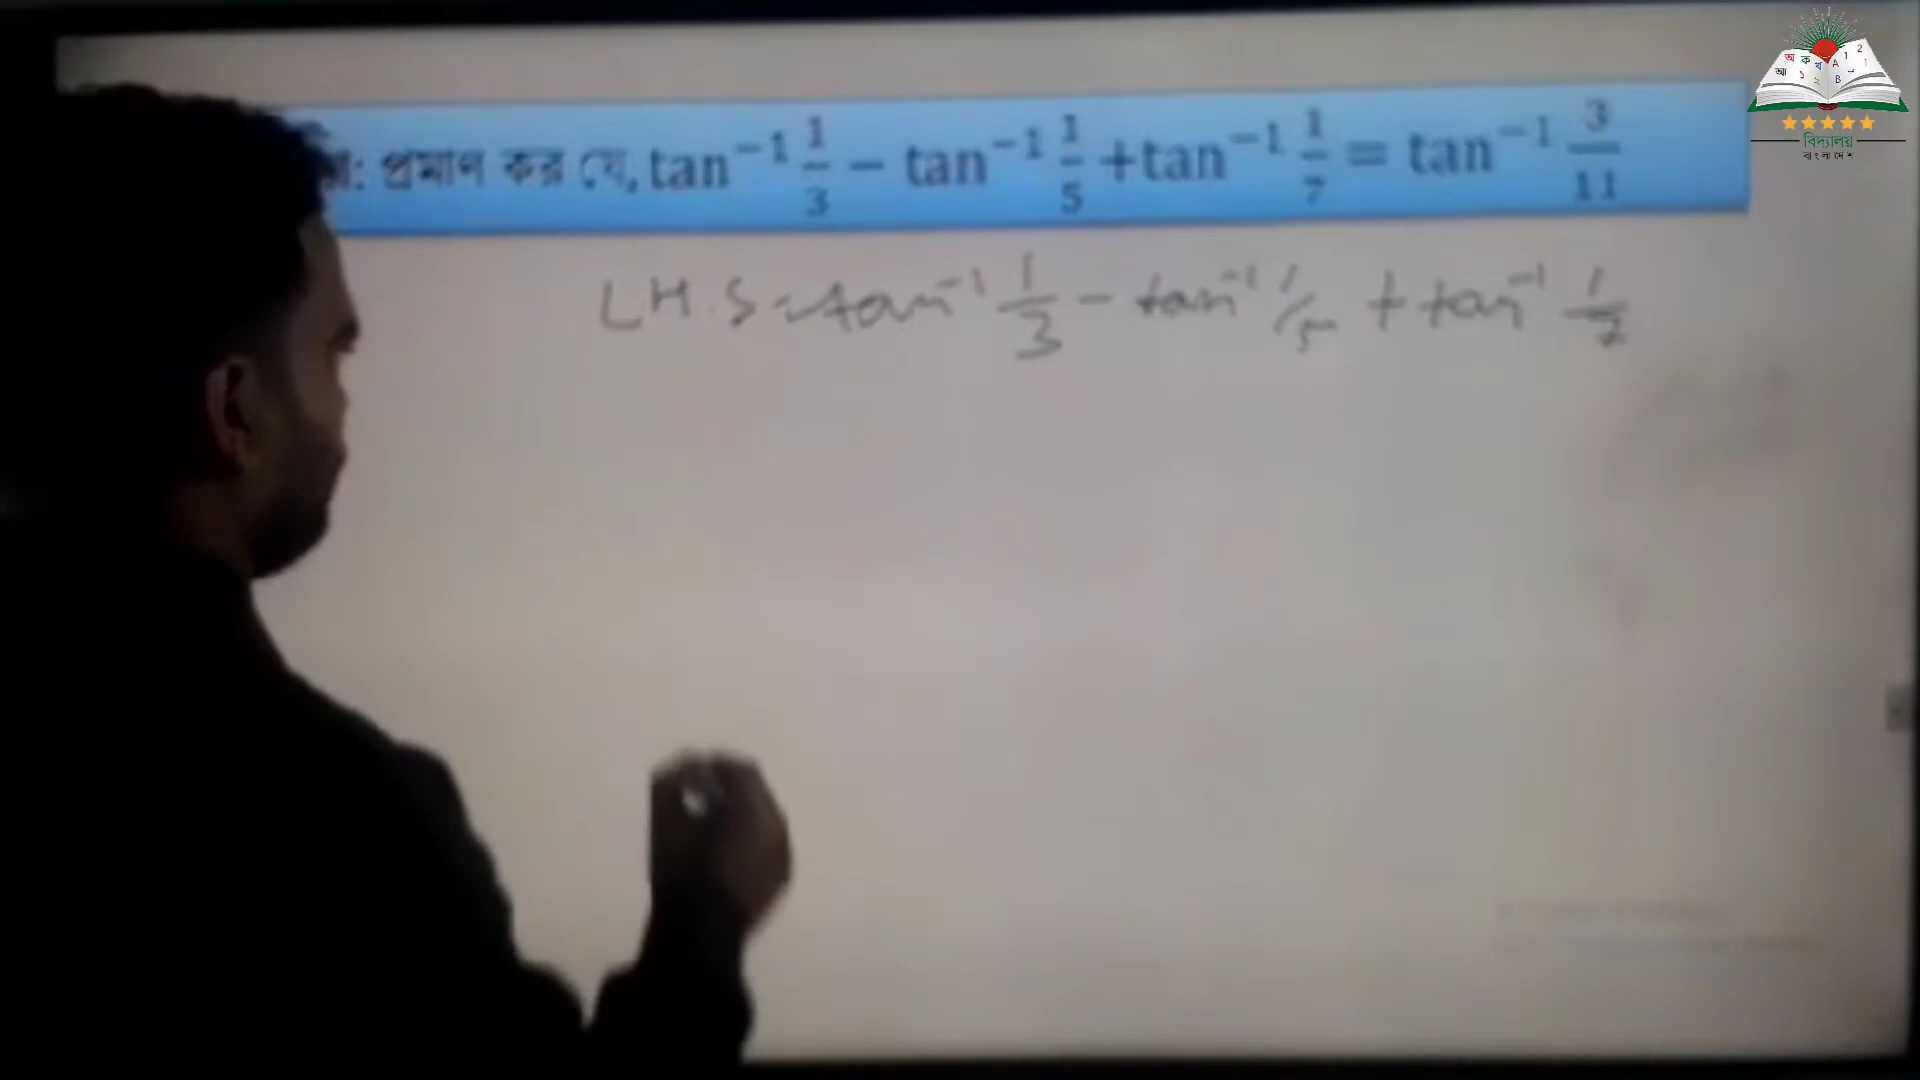 প্রমাণ কর যে, tan⁻¹ 1/3 − tan⁻¹ 1/5 +tan⁻¹ 1/7 = tan⁻¹ 3/11
L.H.S = tan⁻¹ 1/3 − tan⁻¹ 1/5 + tan⁻¹ 1/7
বিদ্যালয়
বাংলাদেশ